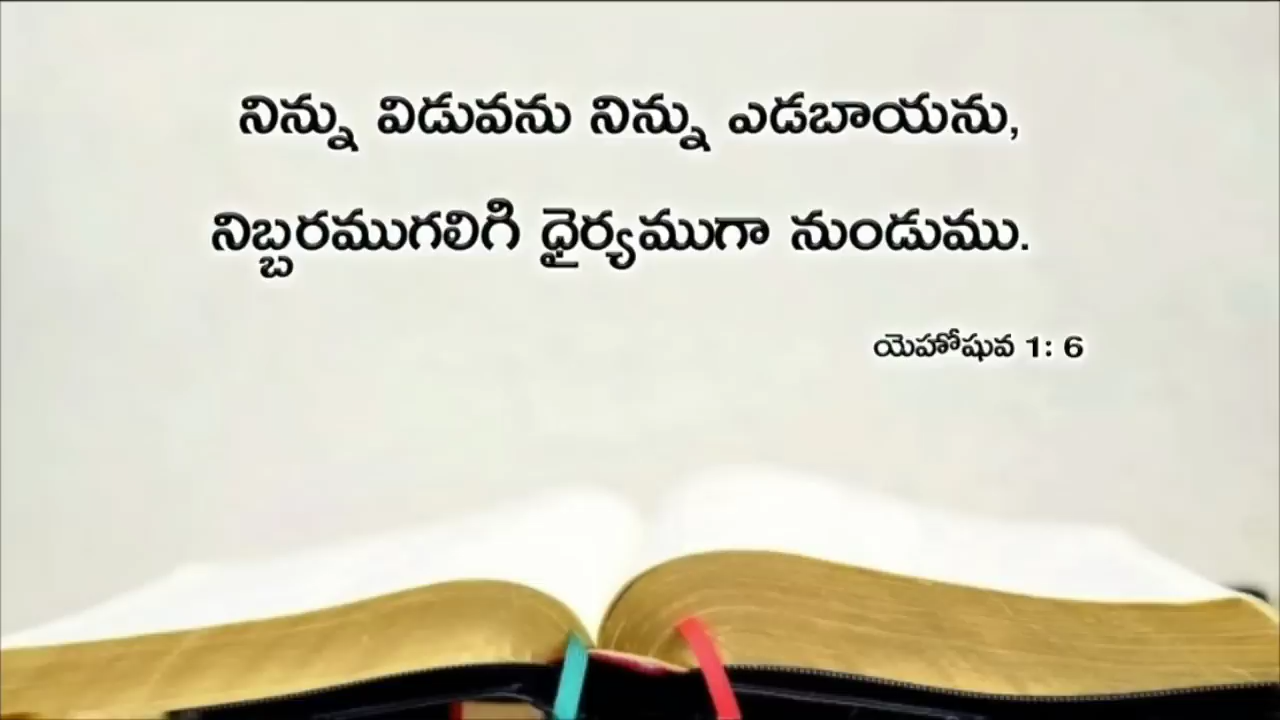 నిన్ను విడువను నిన్ను ఎడబాయను,
నిబ్బరముగలిగి ధైర్యముగా నుండుము.
యెహోషువ 1: 6